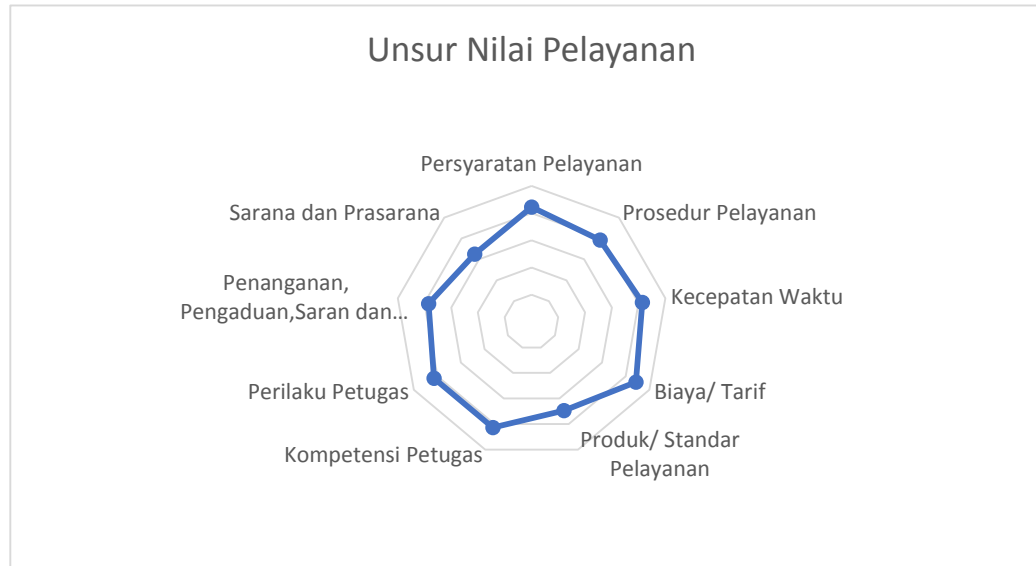 Unsur Nilai Pelayanan
Persyaratan Pelayanan
Prosedur Pelayanan
Kecepatan Waktu
Biaya/ Tarif
Produk/ Standar
Pelayanan
Kompetensi Petugas
Perilaku Petugas
Penanganan,
Pengaduan,Saran dan...
Sarana dan Prasarana